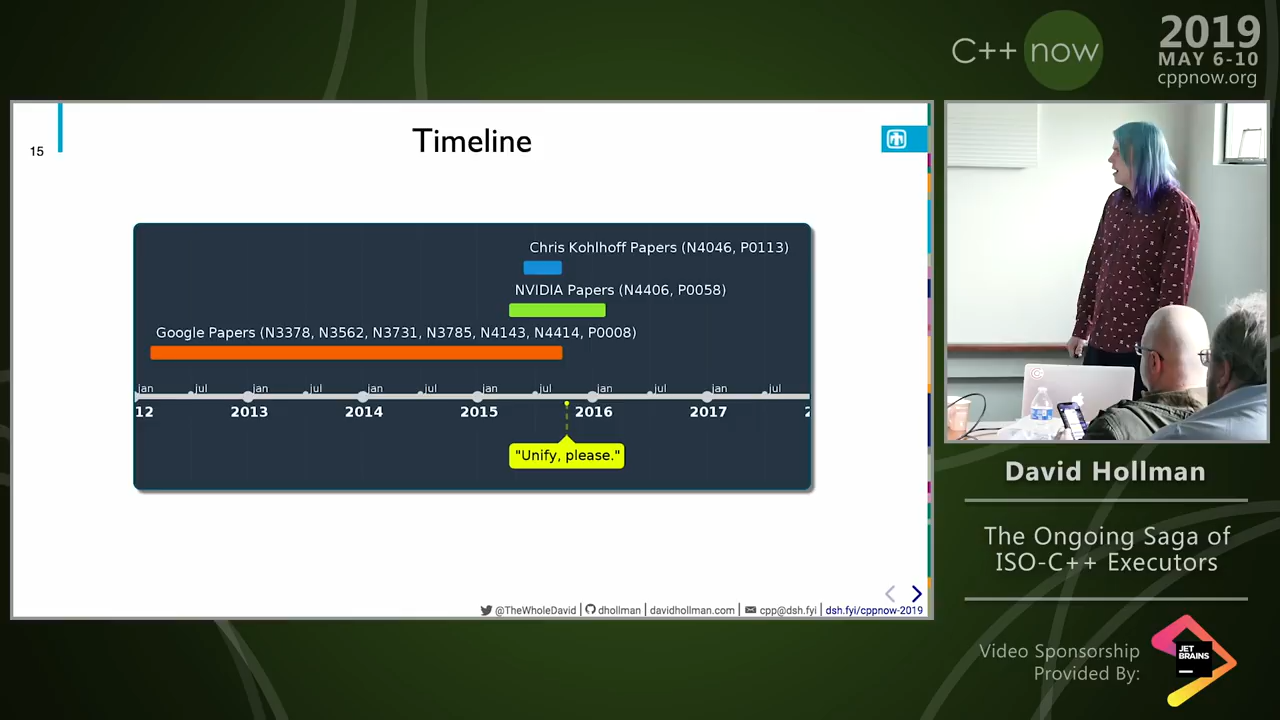 C++ now
2019
MAY 6-10
cppnow.org
15
Timeline
Chris Kohlhoff Papers (N4046, P0113)
NVIDIA Papers (N4406, P0058)
Google Papers (N3378, N3562, N3731, N3785, N4143, N4414, P0008)
jan jul jan jul jan jul jan jul jan jul jan jul
12 2013 2014 2015 2016 2017 2
"Unify, please."
@TheWholeDavid | dhollman | davidhollman.com | cpp@dsh.fyi | dsh.fyi/cppnow-2019
David Hollman
The Ongoing Saga of
ISO-C++ Executors
Video Sponsorship
Provided By:
JET
BRAINS